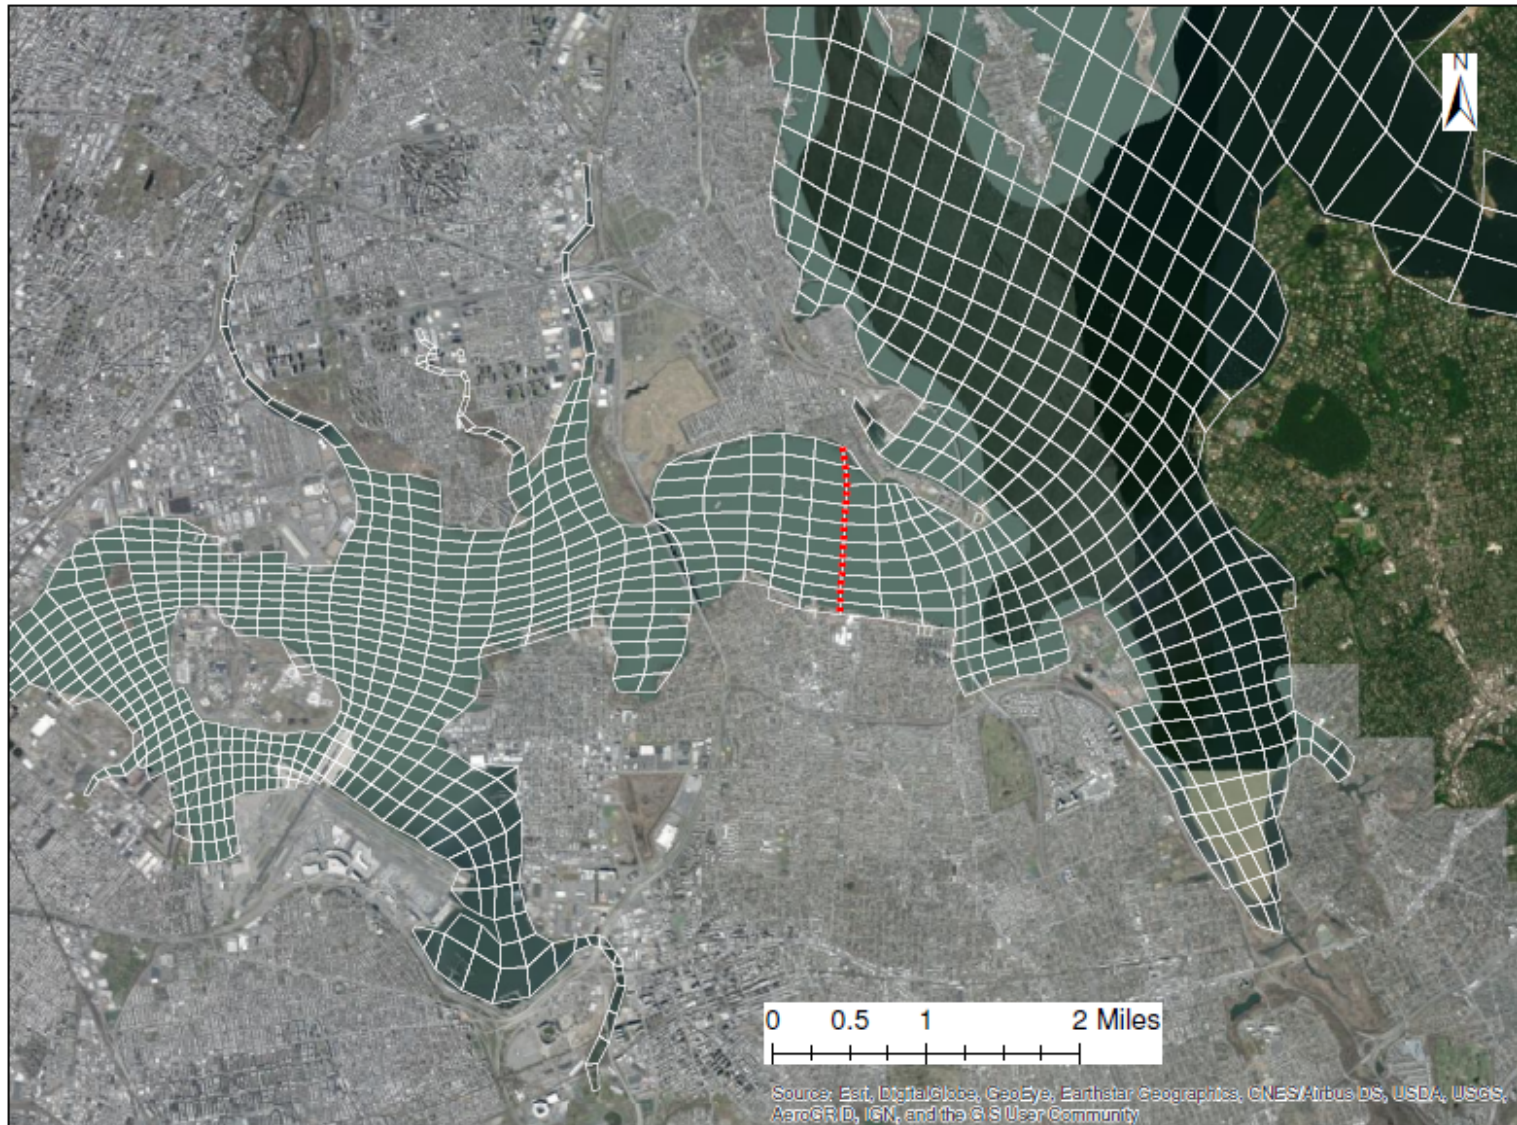 N
0 0.5 1 2 Miles
Source: Esri, DigitalGlobe, GeoEye, Earthstar Geographics, CNES/Airbus DS, USDA, USGS,
AeroGRID, IGN, and the GIS User Community